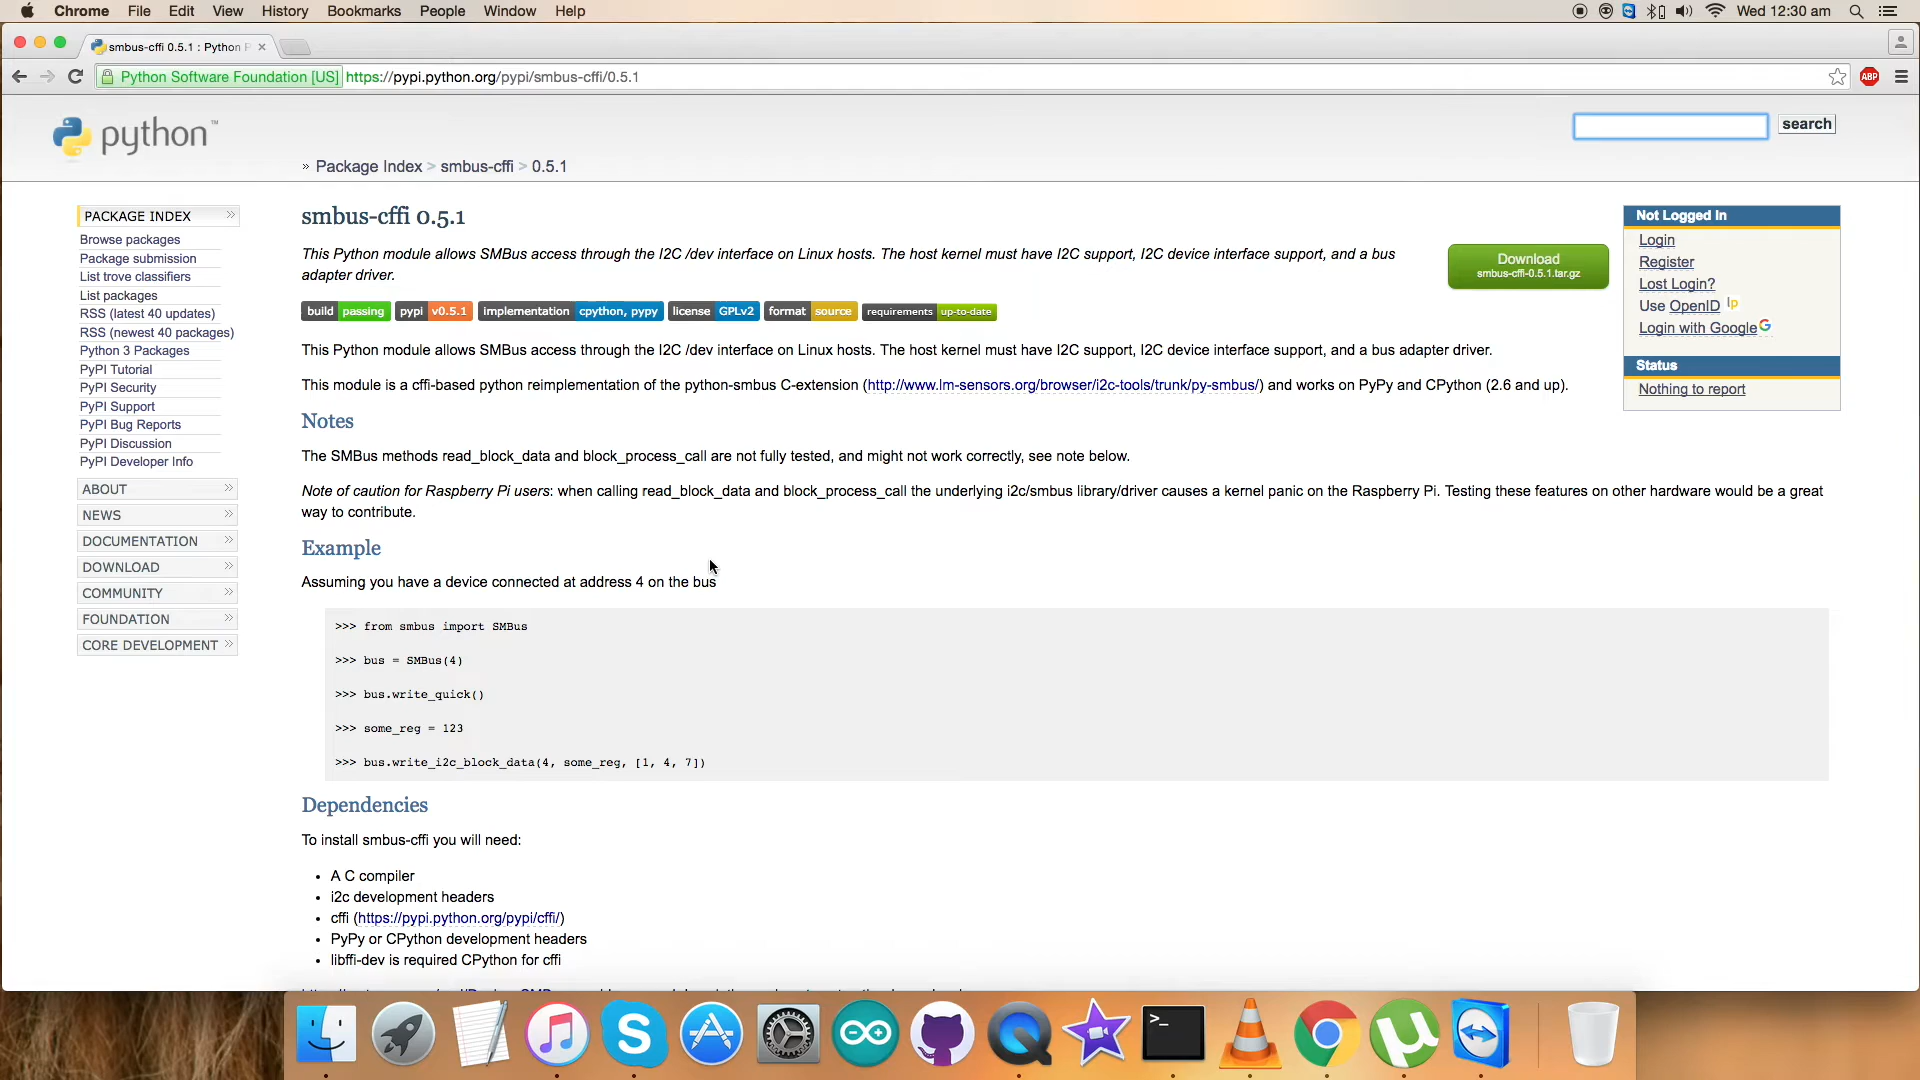 Chrome File Edit View History Bookmarks People Window Help
Wed 12:30 am
smbus-cffi 0.5.1 : Python P
Python Software Foundation [US] https://pypi.python.org/pypi/smbus-cffi/0.5.1
ABP
python™
search
» Package Index > smbus-cffi > 0.5.1
PACKAGE INDEX »
Browse packages
Package submission
List trove classifiers
List packages
RSS (latest 40 updates)
RSS (newest 40 packages)
Python 3 Packages
PyPI Tutorial
PyPI Security
PyPI Support
PyPI Bug Reports
PyPI Discussion
PyPI Developer Info
ABOUT »
NEWS »
DOCUMENTATION »
DOWNLOAD »
COMMUNITY »
FOUNDATION »
CORE DEVELOPMENT »
smbus-cffi 0.5.1
This Python module allows SMBus access through the I2C /dev interface on Linux hosts. The host kernel must have I2C support, I2C device interface support, and a bus
adapter driver.
Download
smbus-cffi-0.5.1.tar.gz
build passing pypi v0.5.1 implementation cpython, pypy license GPLv2 format source requirements up-to-date
This Python module allows SMBus access through the I2C /dev interface on Linux hosts. The host kernel must have I2C support, I2C device interface support, and a bus adapter driver.
This module is a cffi-based python reimplementation of the python-smbus C-extension (http://www.lm-sensors.org/browser/i2c-tools/trunk/py-smbus/) and works on PyPy and CPython (2.6 and up).
Notes
The SMBus methods read_block_data and block_process_call are not fully tested, and might not work correctly, see note below.
Note of caution for Raspberry Pi users: when calling read_block_data and block_process_call the underlying i2c/smbus library/driver causes a kernel panic on the Raspberry Pi. Testing these features on other hardware would be a great
way to contribute.
Example
Assuming you have a device connected at address 4 on the bus
>>> from smbus import SMBus
>>> bus = SMBus(4)
>>> bus.write_quick()
>>> some_reg = 123
>>> bus.write_i2c_block_data(4, some_reg, [1, 4, 7])
Dependencies
To install smbus-cffi you will need:
• A C compiler
• i2c development headers
• cffi (https://pypi.python.org/pypi/cffi/)
• PyPy or CPython development headers
• libffi-dev is required CPython for cffi
Not Logged In
Login
Register
Lost Login?
Use OpenID lp
Login with Google G
Status
Nothing to report
>_